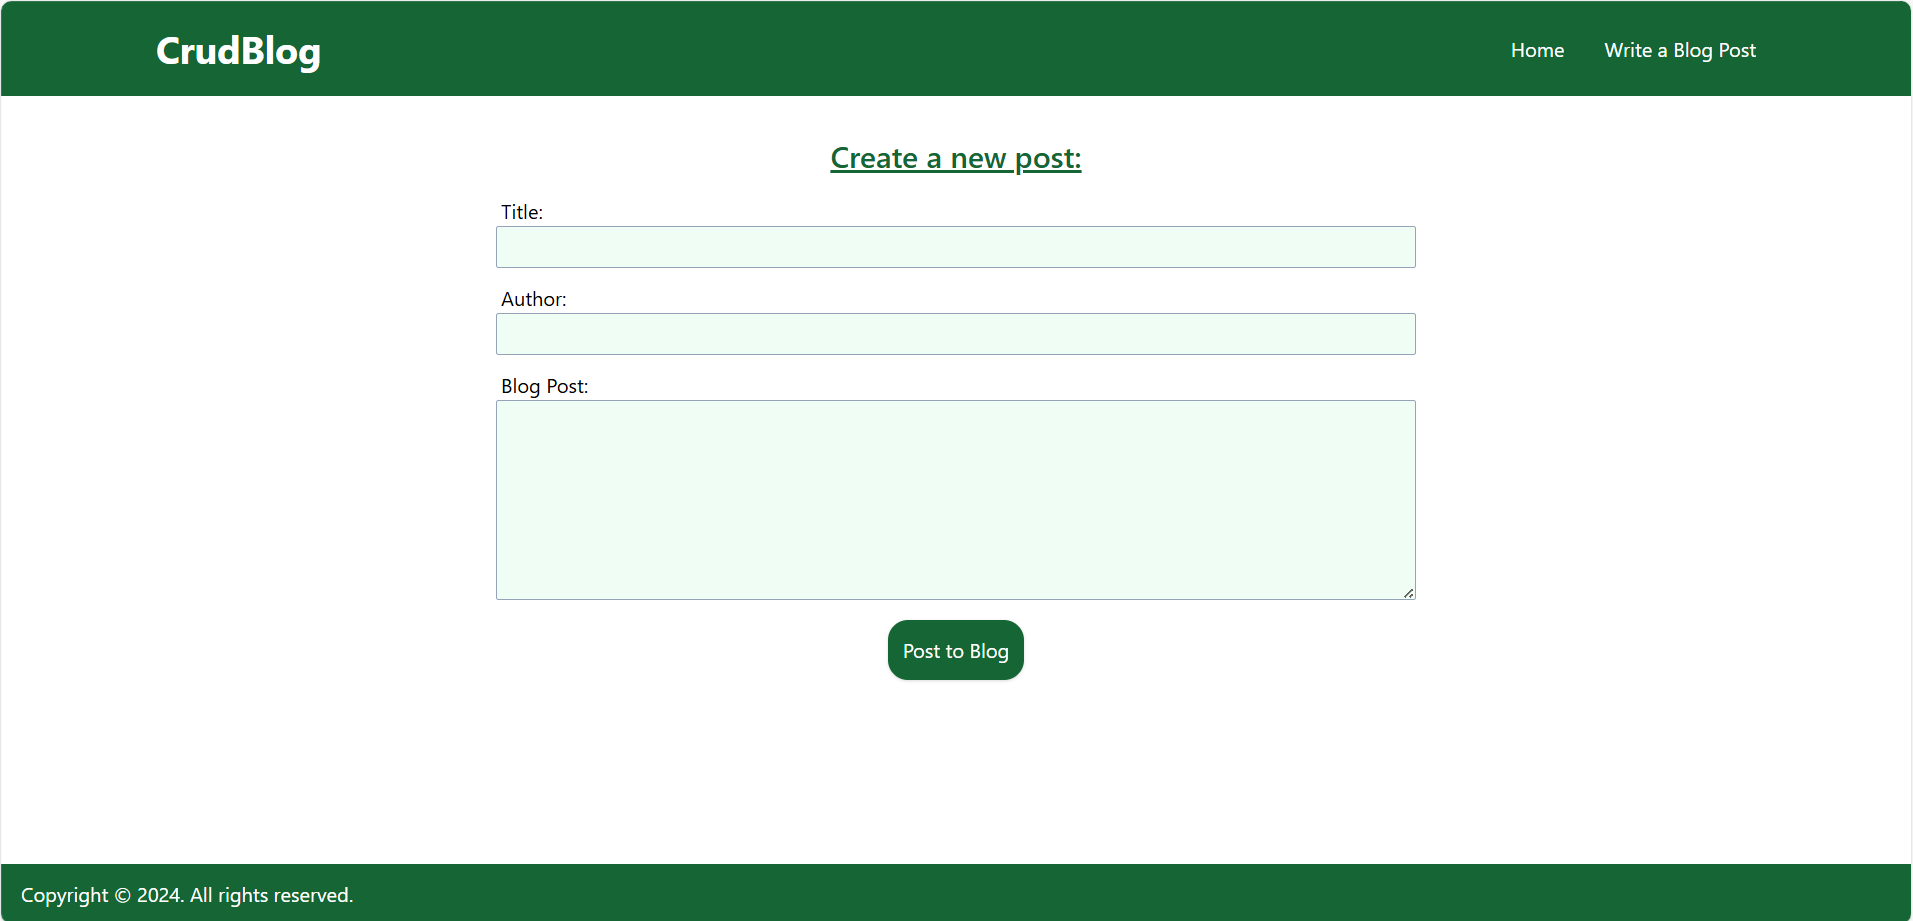 CrudBlog
Home Write a Blog Post
Create a new post:
Title:
Author:
Blog Post:
Post to Blog
Copyright © 2024. All rights reserved.